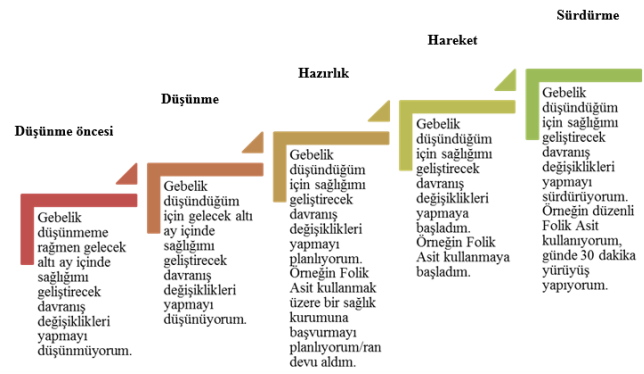 Düşünme öncesi
Gebelik
düşünmeme
rağmen gelecek
altı ay içinde
sağlığımı
geliştirecek
davranış
değişiklikleri
yapmayı
düşünmüyorum.
Düşünme
Gebelik
düşündüğüm
için gelecek altı
ay içinde
sağlığımı
geliştirecek
davranış
değişiklikleri
yapmayı
düşünüyorum.
Hazırlık
Gebelik
düşündüğüm
için sağlığımı
geliştirecek
davranış
değişiklikleri
yapmayı
planlıyorum.
Örneğin Folik
Asit kullanmak
üzere bir sağlık
kurumuna
başvurmayı
planlıyorum/ran
devu aldım.
Hareket
Gebelik
düşündüğüm
için sağlığımı
geliştirecek
davranış
değişiklikleri
yapmaya
başladım.
Örneğin Folik
Asit kullanmaya
başladım.
Sürdürme
Gebelik
düşündüğüm
için sağlığımı
geliştirecek
davranış
değişiklikleri
yapmayı
sürdürüyorum.
Örneğin düzenli
Folik Asit
kullanıyorum,
günde 30 dakika
yürüyüş
yapıyorum.